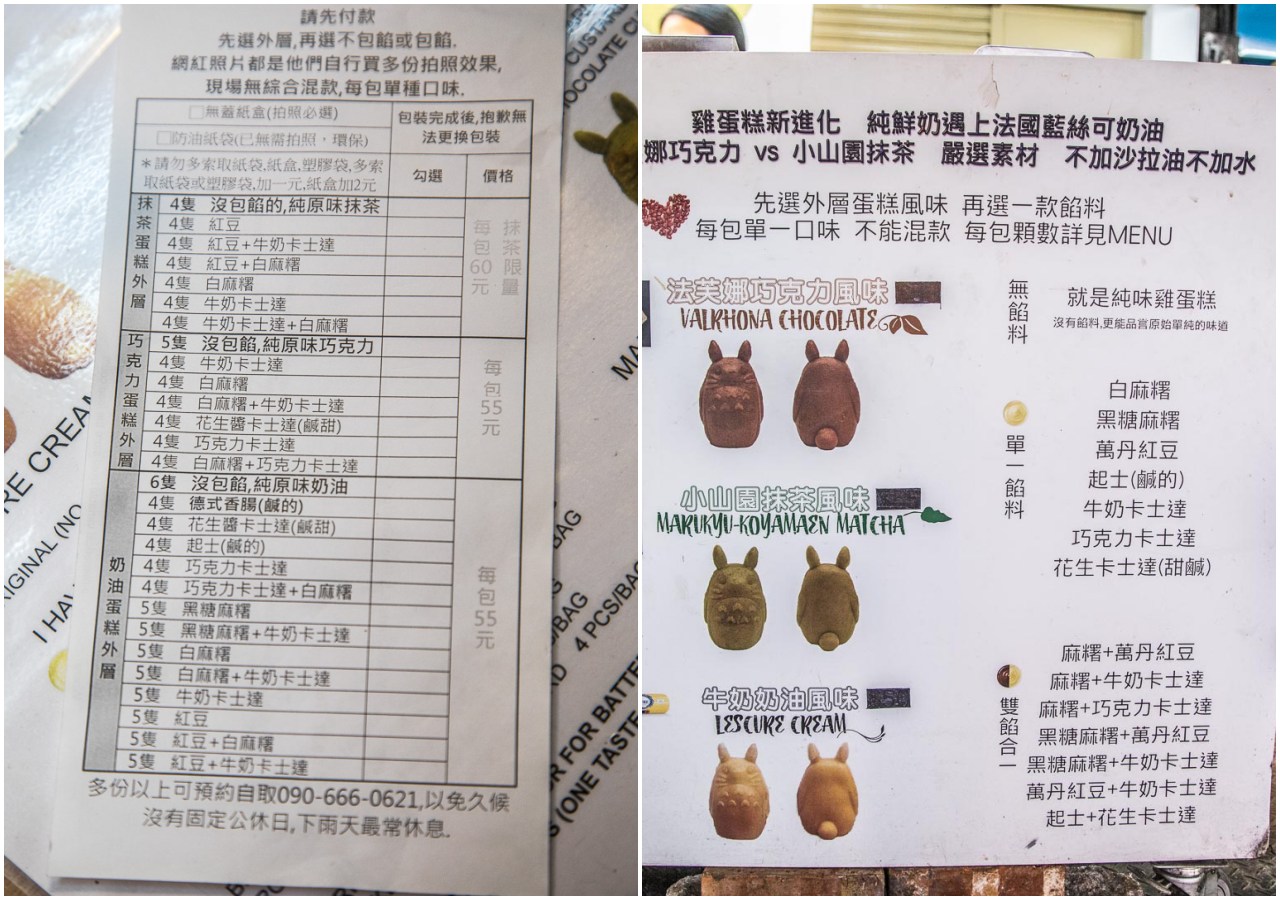 請先付款
先選外層,再選不包餡或包餡.
網紅照片都是他們自行買多份拍照效果,
現場無綜合混款,每包單種口味.
□無蓋紙盒(拍照必選)
□防油紙袋(已無需拍照,環保)
包裝完成後,抱歉無
法更換包裝
*請勿多索取紙袋,紙盒,塑膠袋,多索
取紙袋或塑膠袋,加一元,紙盒加2元
勾選
價格
抹茶蛋糕外層
4隻 沒包餡的,純原味抹茶
4隻 紅豆
4隻 紅豆+牛奶卡士達
4隻 紅豆+白麻糬
4隻 白麻糬
4隻 牛奶卡士達
4隻 牛奶卡士達+白麻糬
抹茶限量
每包60元
巧克力蛋糕外層
5隻 沒包餡,純原味巧克力
4隻 牛奶卡士達
4隻 白麻糬
4隻 白麻糬+牛奶卡士達
4隻 花生醬卡士達(鹹甜)
4隻 巧克力卡士達
4隻 白麻糬+巧克力卡士達
每包55元
奶油蛋糕外層
6隻 沒包餡,純原味奶油
4隻 德式香腸(鹹的)
4隻 花生醬卡士達(鹹甜)
4隻 起士(鹹的)
4隻 巧克力卡士達
4隻 巧克力卡士達+白麻糬
5隻 黑糖麻糬
5隻 黑糖麻糬+牛奶卡士達
5隻 白麻糬
5隻 白麻糬+牛奶卡士達
5隻 牛奶卡士達
5隻 紅豆
5隻 紅豆+白麻糬
5隻 紅豆+牛奶卡士達
每包55元
多份以上可預約自取090-666-0621,以免久候
沒有固定公休日,下雨天最常休息.
雞蛋糕新進化 純鮮奶遇上法國藍絲可奶油
娜巧克力 vs 小山園抹茶 嚴選素材 不加沙拉油不加水
先選外層蛋糕風味 再選一款餡料
每包單一口味 不能混款 每包顆數詳見MENU
法芙娜巧克力風味
VALRHONA CHOCOLATE
小山園抹茶風味
MARUKYU-KOYAMAEN MATCHA
牛奶奶油風味
LESCURE CREAM
無餡料
就是純味雞蛋糕
沒有餡料,更能品嘗原始單純的味道
單一餡料
白麻糬
黑糖麻糬
萬丹紅豆
起士(鹹的)
牛奶卡士達
巧克力卡士達
花生卡士達(甜鹹)
雙餡合一
麻糬+萬丹紅豆
麻糬+牛奶卡士達
麻糬+巧克力卡士達
黑糖麻糬+萬丹紅豆
黑糖麻糬+牛奶卡士達
萬丹紅豆+牛奶卡士達
起士+花生卡士達